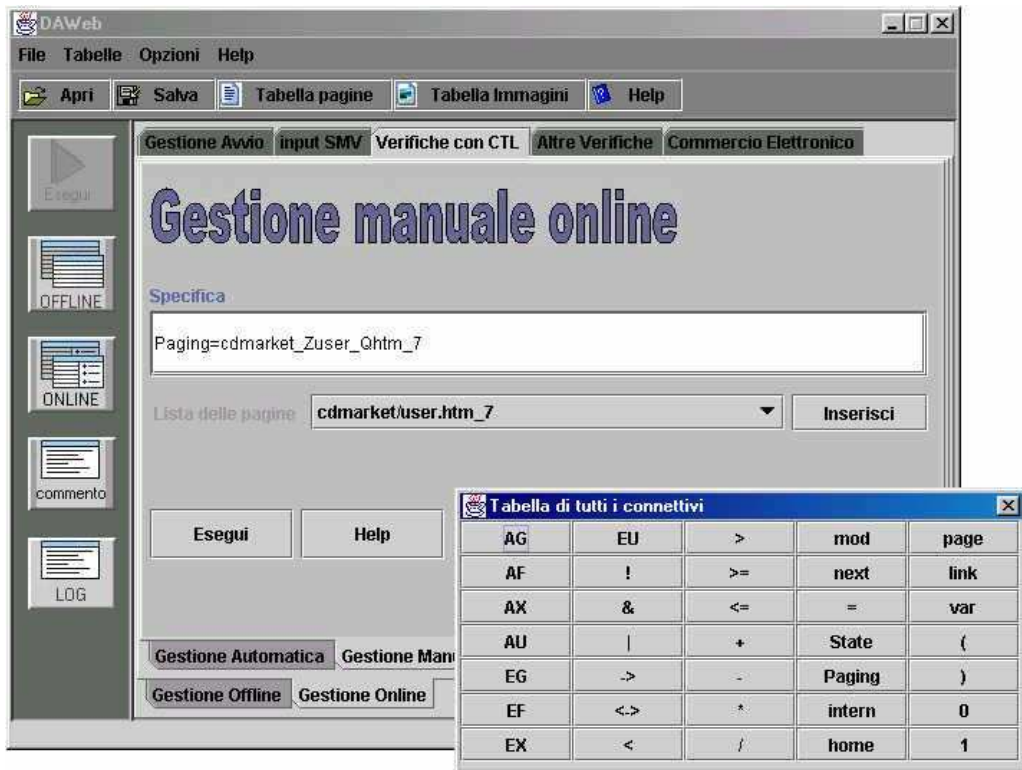 DAWeb
File Tabelle Opzioni Help
Apri Salva Tabella pagine Tabella Immagini Help
Gestione Avvio input SMV Verifiche con CTL Altre Verifiche Commercio Elettronico
Esegui
OFFLINE
ONLINE
commento
LOG
Gestione manuale online
Specifica
Paging=cdmarket_Zuser_Qhtm_7
Lista delle pagine cdmarket/user.htm_7 Inserisci
Esegui Help
Gestione Automatica Gestione Manu
Gestione Offline Gestione Online
Tabella di tutti i connettivi
AG EU > mod page
AF ! >= next link
AX & <= = var
AU | + State (
EG -> - Paging )
EF <-> * intern 0
EX < / home 1